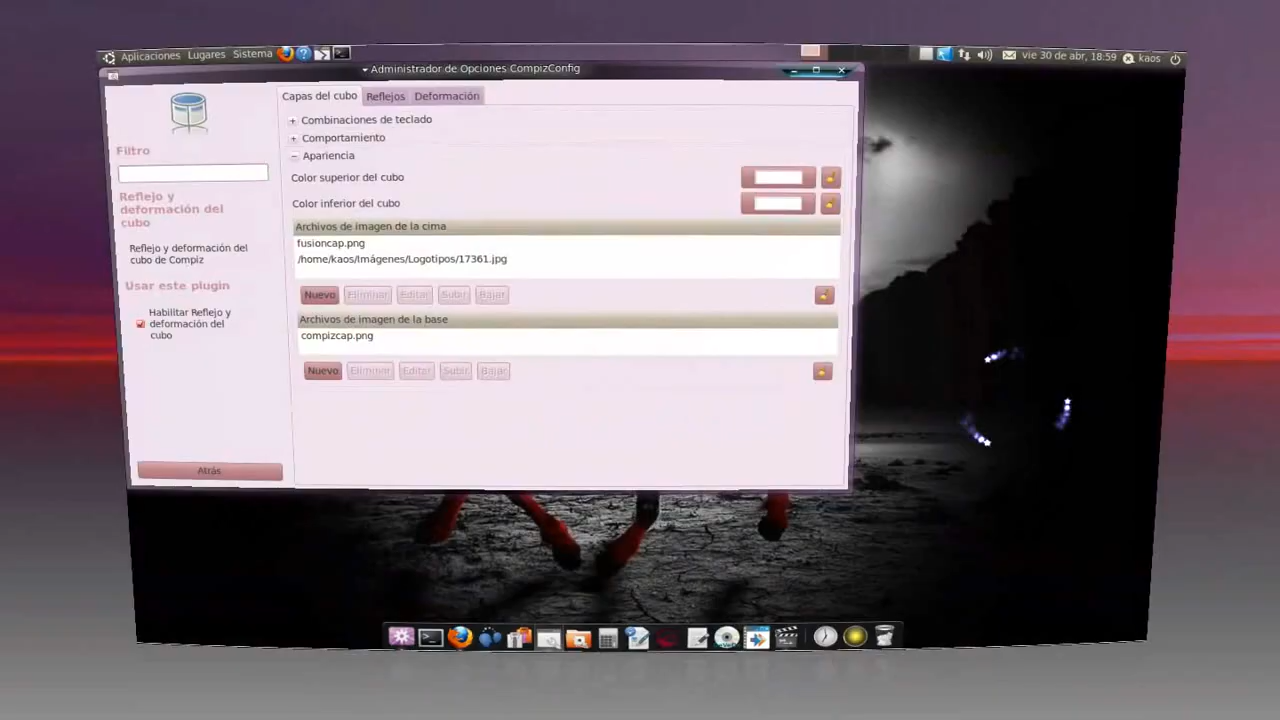 Aplicaciones Lugares Sistema
vie 30 de abr, 18:59 kaos
Administrador de Opciones CompizConfig
Capas del cubo Reflejos Deformación
Filtro
Combinaciones de teclado
Comportamiento
Apariencia
Color superior del cubo
Color inferior del cubo
Reflejo y
deformación del
cubo
Reflejo y deformación del
cubo de Compiz
Usar este plugin
Habilitar Reflejo y
deformación del
cubo
Archivos de imagen de la cima
fusioncap.png
/home/kaos/Imágenes/Logotipos/17361.jpg
Nuevo Eliminar Editar Subir Bajar
Archivos de imagen de la base
compizcap.png
Nuevo Eliminar Editar Subir Bajar
Atrás